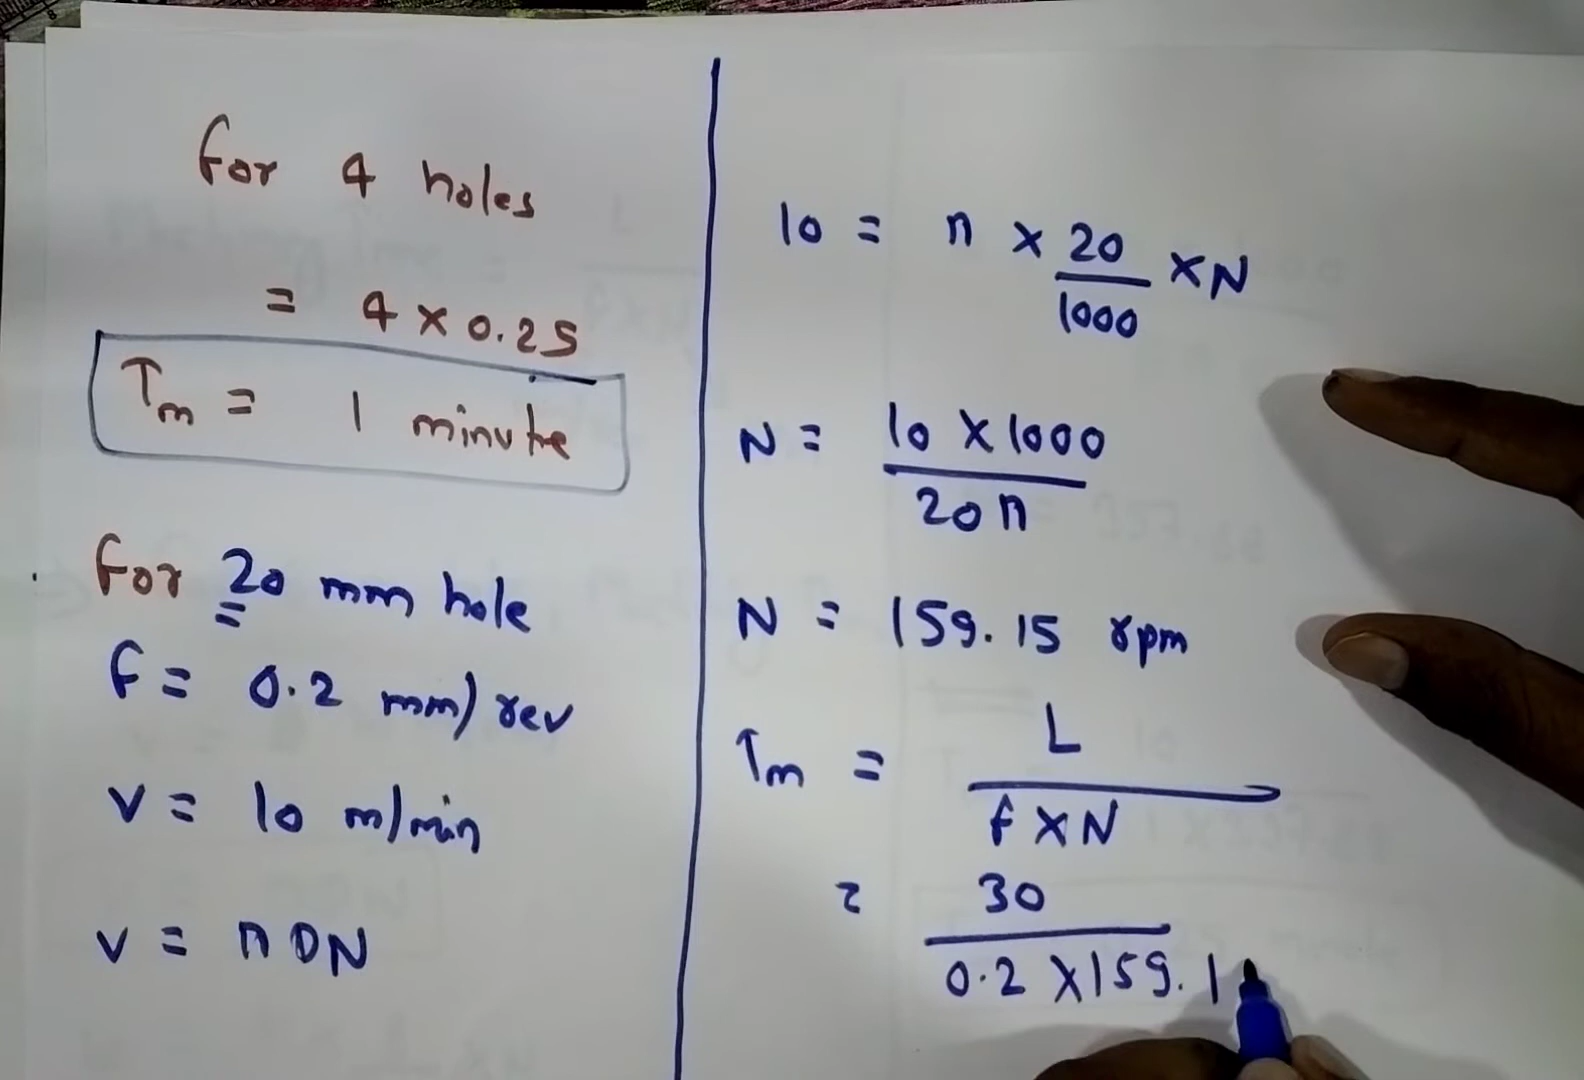 for 4 holes
= 4 × 0.25
Tm = 1 minute
for 20 mm hole
f = 0.2 mm/rev
v = 10 m/min
v = πDN
10 = π × 20/1000 × N
N = 10 × 1000/20π
N = 159.15 rpm
Tm = L/f×N
= 30/0.2 × 159.1